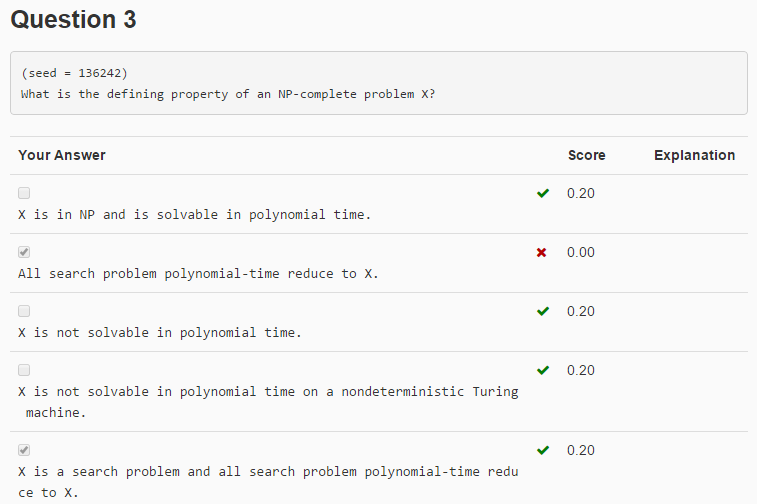 Question 3
(seed = 136242)
What is the defining property of an NP-complete problem X?
Your Answer Score Explanation
0.20
X is in NP and is solvable in polynomial time.
0.00
All search problem polynomial-time reduce to X.
0.20
X is not solvable in polynomial time.
0.20
X is not solvable in polynomial time on a nondeterministic Turing
machine.
0.20
X is a search problem and all search problem polynomial-time redu
ce to X.